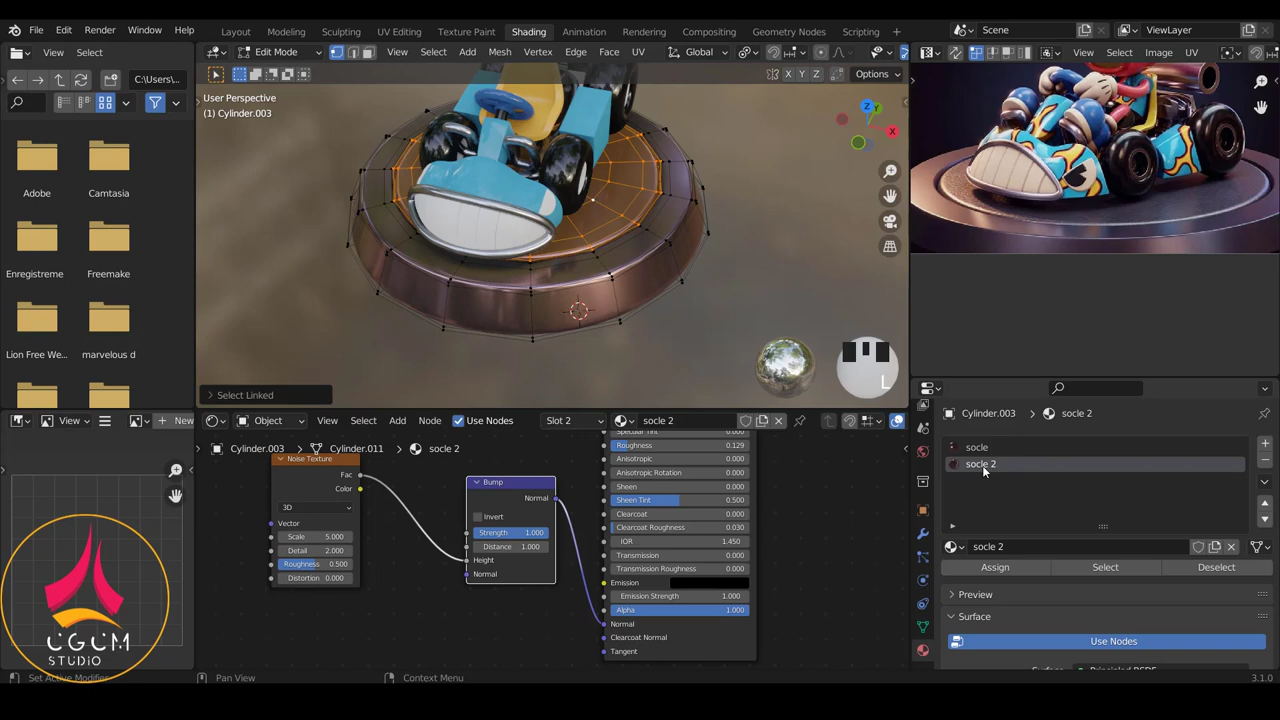 File Edit Render Window Help
Layout Modeling Sculpting UV Editing Texture Paint Shading Animation Rendering Compositing Geometry Nodes Scripting
Scene
ViewLayer
View Select
Edit Mode
View Select Add Mesh Vertex Edge Face UV
Global
View Select Image UV
C:\Users\...
X Y Z
Options
User Perspective
(1) Cylinder.003
Z
Y
X
Adobe
Camtasia
Enregistreme
Freemake
Lion Free We...
marvelous d
L
> Select Linked
View
New
Object
View Select Add Node
Use Nodes
Slot 2
socle 2
Cylinder.003 > Cylinder.011 > socle 2
Noise Texture
Fac
Color
3D
Vector
Scale 5.000
Detail 2.000
Roughness 0.500
Distortion 0.000
Bump
Normal
Invert
Strength 1.000
Distance 1.000
Height
Normal
Specular Tint 0.000
Roughness 0.129
Anisotropic 0.000
Anisotropic Rotation 0.000
Sheen 0.000
Sheen Tint 0.500
Clearcoat 0.000
Clearcoat Roughness 0.030
IOR 1.450
Transmission 0.000
Transmission Roughness 0.000
Emission
Emission Strength 1.000
Alpha 1.000
Normal
Clearcoat Normal
Tangent
Cylinder.003 > socle 2
socle
socle 2
socle 2
Assign
Select
Deselect
Preview
Surface
Use Nodes
Surface
Principled BSDF
CGCM
STUDIO
Set Active Modifier
Pan View
Context Menu
3.1.0